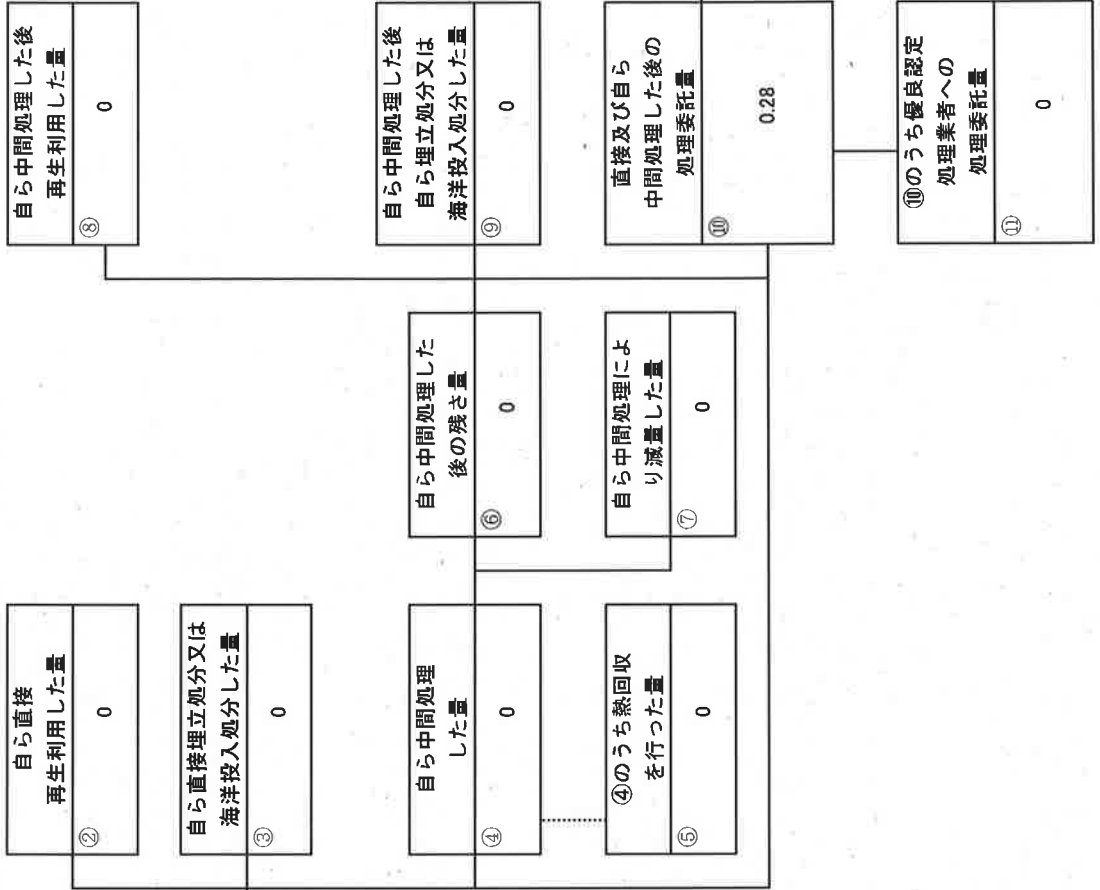 自ら直接
再生利用した量
②
0
自ら直接埋立処分又は
海洋投入処分した量
③
0
自ら中間処理
した量
④
0
④のうち熱回収
を行った量
⑤
0
自ら中間処理した
後の残さ量
⑥
0
自ら中間処理によ
り減量した量
⑦
0
自ら中間処理した後
再生利用した量
⑧
0
自ら中間処理した後
自ら埋立処分又は
海洋投入処分した量
⑨
0
直接及び自ら
中間処理した後の
処理委託量
⑩
0.28
⑩のうち優良認定
処理業者への
処理委託量
⑪
0